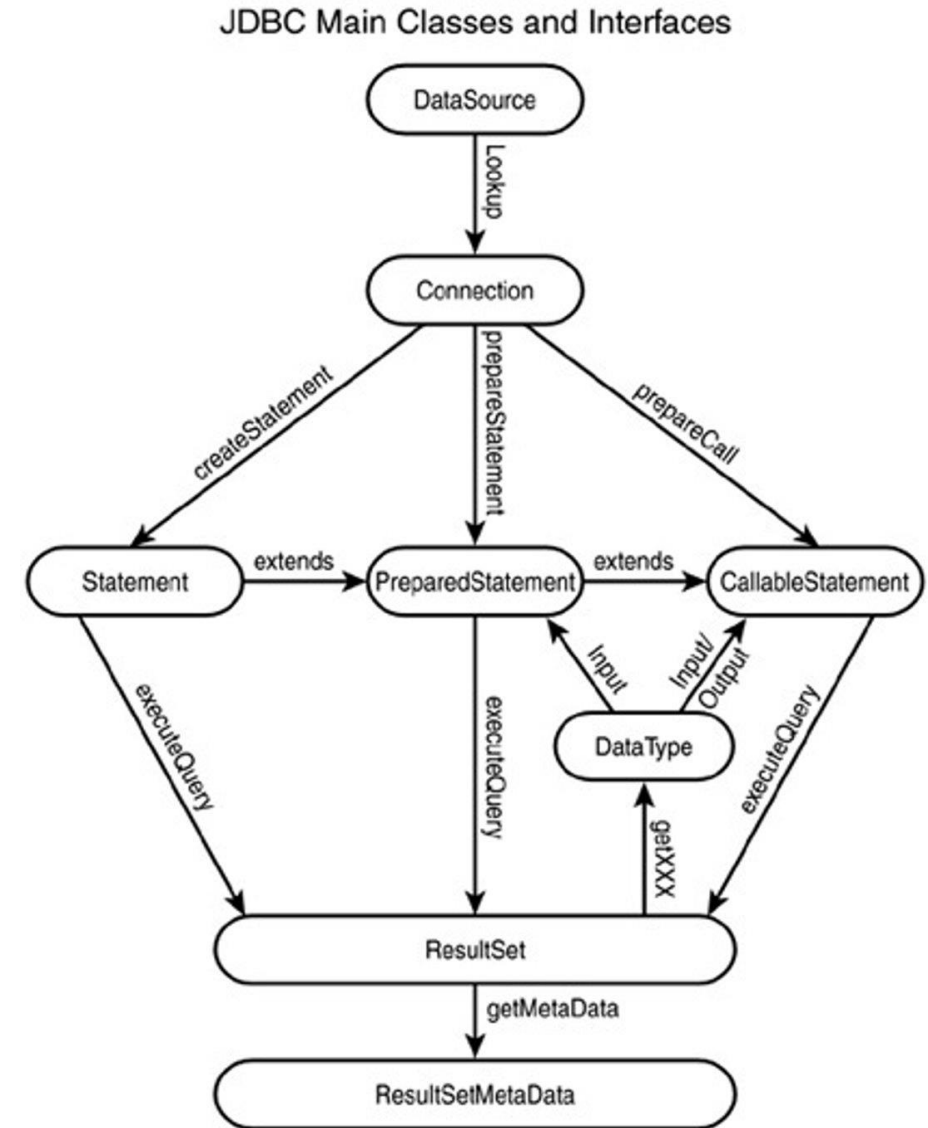 JDBC Main Classes and Interfaces
DataSource
Lookup
Connection
createStatement
prepareStatement
prepareCall
Statement
extends
PreparedStatement
extends
CallableStatement
Input
Input/
Output
DataType
executeQuery
executeQuery
executeQuery
getXXX
ResultSet
getMetaData
ResultSetMetaData